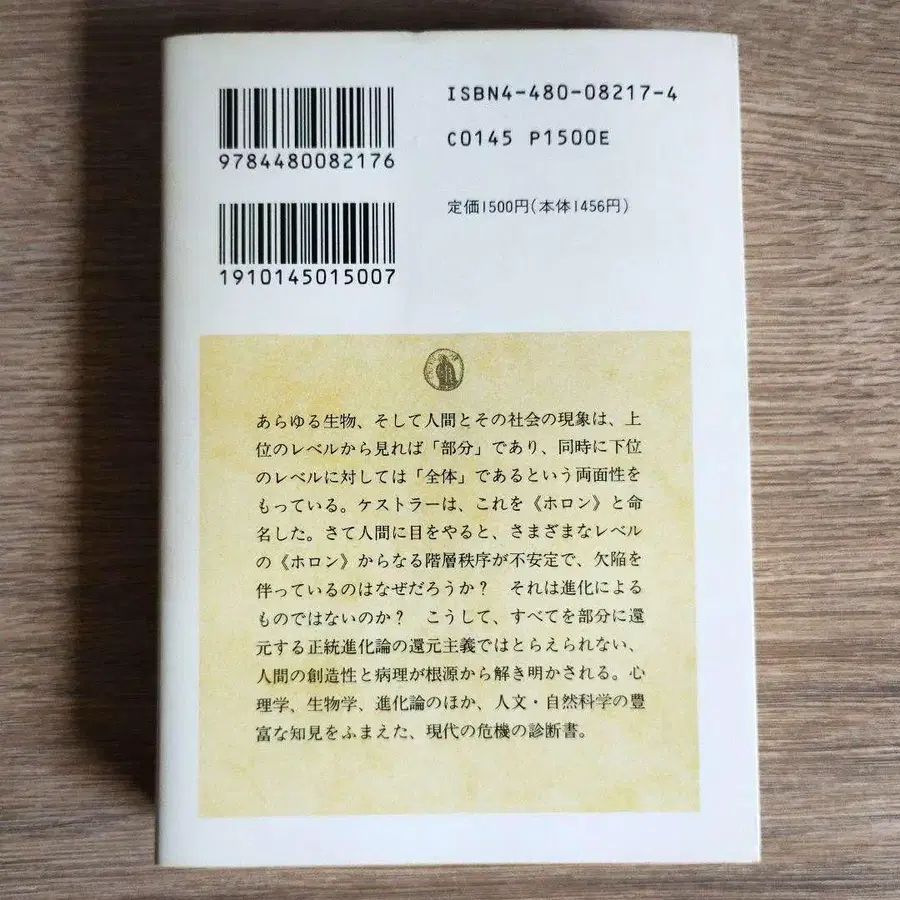 ISBN4-480-08217-4
9784480082176
C0145 P1500E
定価1500円(本体1456円)
1910145015007
あらゆる生物、そして人間とその社会の現象は、上
位のレベルから見れば「部分」であり、同時に下位
のレベルに対しては「全体」であるという両面性を
もっている。ケストラーは、これを《ホロン》と命
名した。さて人間に目をやると、さまざまなレベル
の《ホロン》からなる階層秩序が不安定で、欠陥を
伴っているのはなぜだろうか？　それは進化による
ものではないのか？　こうして、すべてを部分に還
元する正統進化論の還元主義ではとらえられない、
人間の創造性と病理が根源から解き明かされる。心
理学、生物学、進化論のほか、人文・自然科学の豊
富な知見をふまえた、現代の危機の診断書。